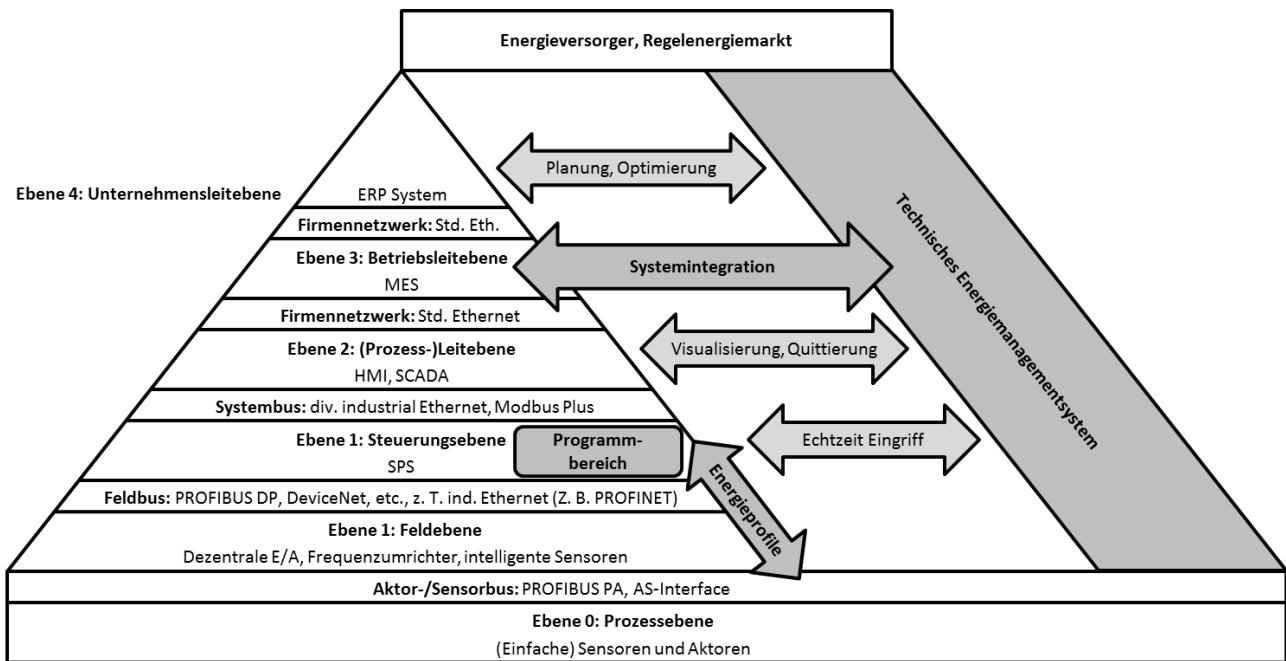 Energieversorger, Regelenergiemarkt
Planung, Optimierung
Ebene 4: Unternehmensleitebene
ERP System
Firmennetzwerk: Std. Eth.
Ebene 3: Betriebsleitebene
MES
Systemintegration
Technisches Energiemanagementsystem
Firmennetzwerk: Std. Ethernet
Ebene 2: (Prozess-)Leitebene
HMI, SCADA
Visualisierung, Quittierung
Systembus: div. industrial Ethernet, Modbus Plus
Ebene 1: Steuerungsebene
SPS
Programm-
bereich
Echtzeit Eingriff
Energieprofile
Feldbus: PROFIBUS DP, DeviceNet, etc., z. T. ind. Ethernet (Z. B. PROFINET)
Ebene 1: Feldebene
Dezentrale E/A, Frequenzumrichter, intelligente Sensoren
Aktor-/Sensorbus: PROFIBUS PA, AS-Interface
Ebene 0: Prozessebene
(Einfache) Sensoren und Aktoren